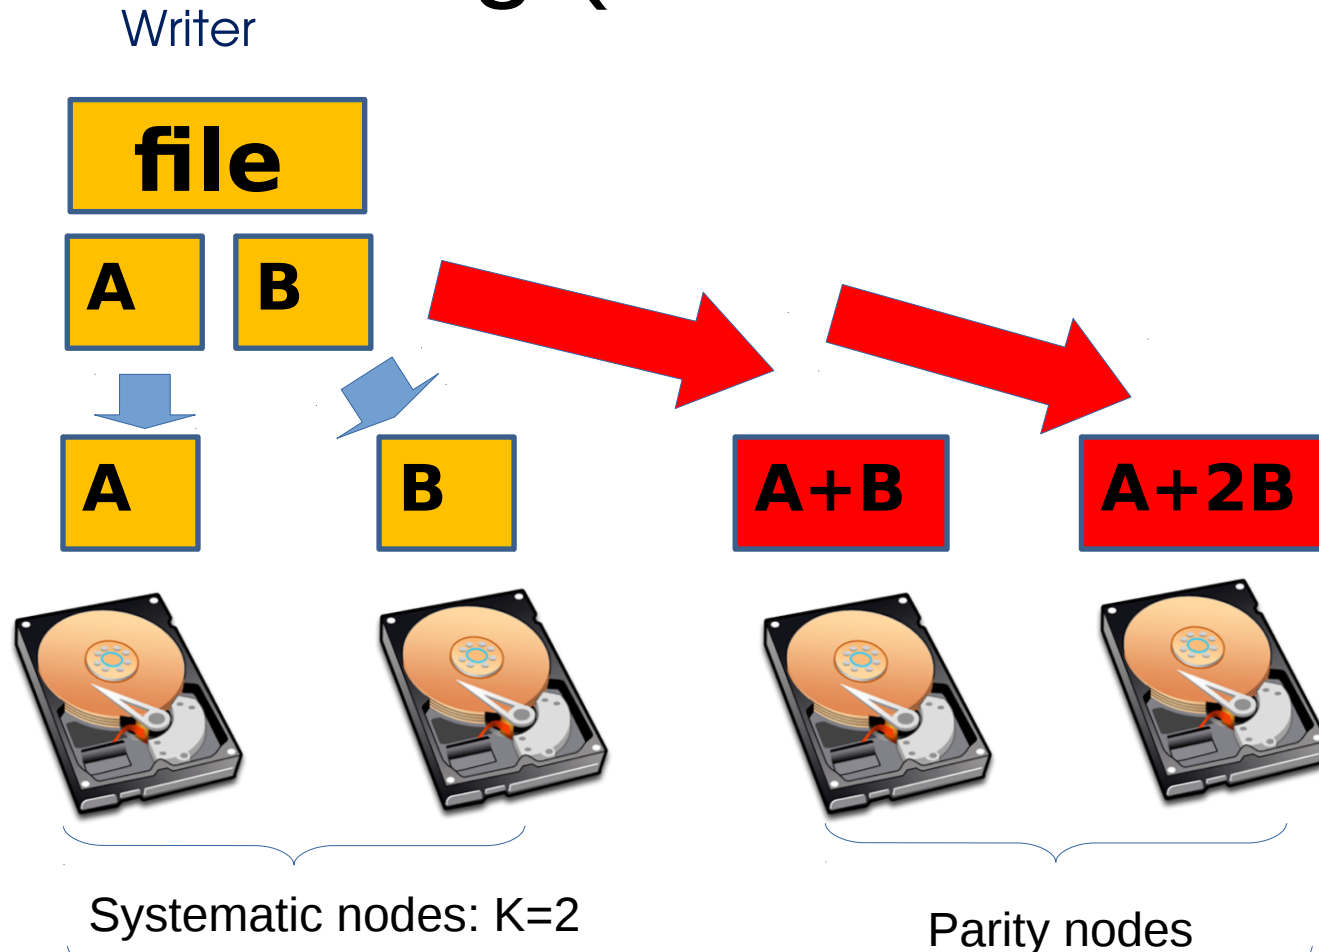 Writer
file
A B
A B A+B A+2B
Systematic nodes: K=2
Parity nodes